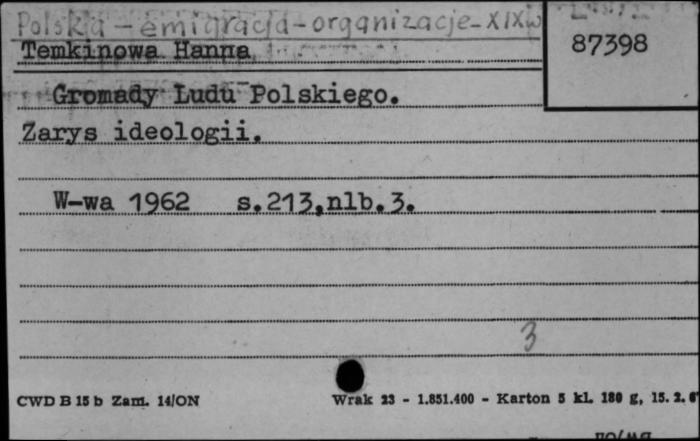 Polska - emigracja - organizacje - XIX w
87398
Temkinowa Hanna
Gromady Ludu Polskiego.
Zarys ideologii.
W-wa 1962 s.213,nlb.3.
3
CWD B 15 b Zam. 14/ON
Wrak 23 - 1.851.400 - Karton 5 kl. 180 g, 15. 2. 6